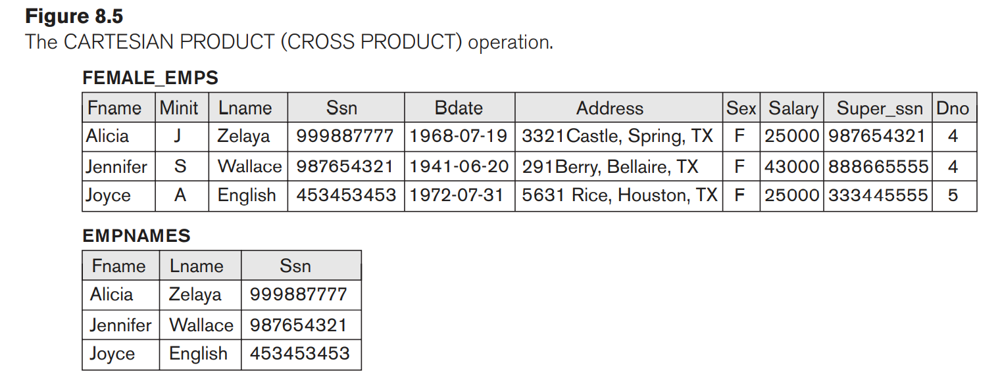 Figure 8.5
The CARTESIAN PRODUCT (CROSS PRODUCT) operation.
FEMALE_EMPS
Fname Minit Lname Ssn Bdate Address Sex Salary Super_ssn Dno
Alicia J Zelaya 999887777 1968-07-19 3321Castle, Spring, TX F 25000 987654321 4
Jennifer S Wallace 987654321 1941-06-20 291Berry, Bellaire, TX F 43000 888665555 4
Joyce A English 453453453 1972-07-31 5631 Rice, Houston, TX F 25000 333445555 5
EMPNAMES
Fname Lname Ssn
Alicia Zelaya 999887777
Jennifer Wallace 987654321
Joyce English 453453453